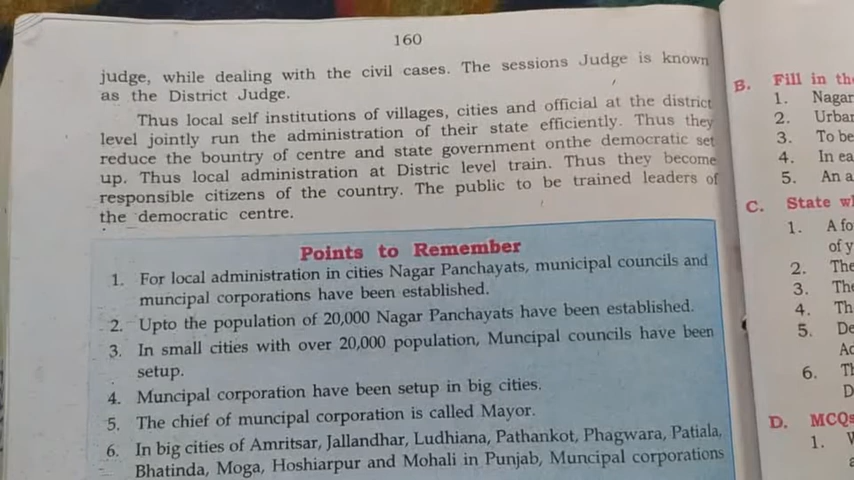 160
judge, while dealing with the civil cases. The sessions Judge is known
as the District Judge.
Thus local self institutions of villages, cities and official at the district
level jointly run the administration of their state efficiently. Thus they
reduce the bountry of centre and state government onthe democratic set
up. Thus local administration at Distric level train. Thus they become
responsible citizens of the country. The public to be trained leaders of
the democratic centre.
Points to Remember
1. For local administration in cities Nagar Panchayats, municipal councils and
muncipal corporations have been established.
2. Upto the population of 20,000 Nagar Panchayats have been established.
3. In small cities with over 20,000 population, Muncipal councils have been
setup.
4. Muncipal corporation have been setup in big cities.
5. The chief of muncipal corporation is called Mayor.
6. In big cities of Amritsar, Jallandhar, Ludhiana, Pathankot, Phagwara, Patiala,
Bhatinda, Moga, Hoshiarpur and Mohali in Punjab, Muncipal corporations
B. Fill in the
1. Nagar
2. Urba
3. To be
4. In ea
5. An a
C. State w
1. A fo
of y
2. The
3. The
4. Th
5. De
Ac
6. Th
D
D. MCQs
1.